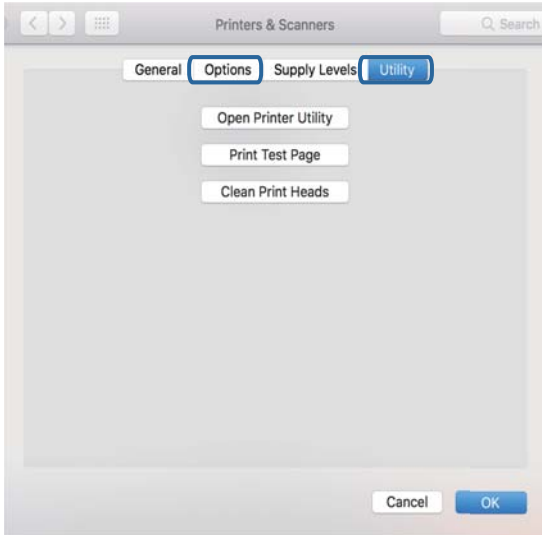 Printers & Scanners Search
General Options Supply Levels Utility
Open Printer Utility
Print Test Page
Clean Print Heads
Cancel OK